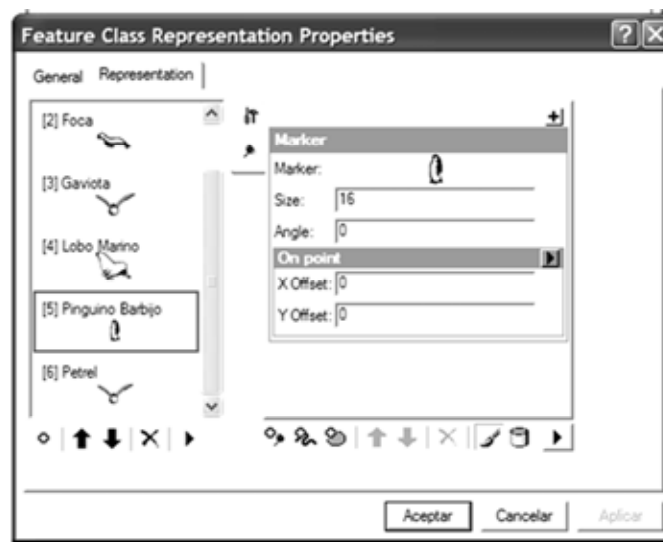 Feature Class Representation Properties
General Representation
[2] Foca
[3] Gaviota
[4] Lobo Marino
[5] Pinguino Barbijo
[6] Petrel
Marker
Marker:
Size: 16
Angle: 0
On point
X Offset: 0
Y Offset: 0
Aceptar Cancelar Aplicar